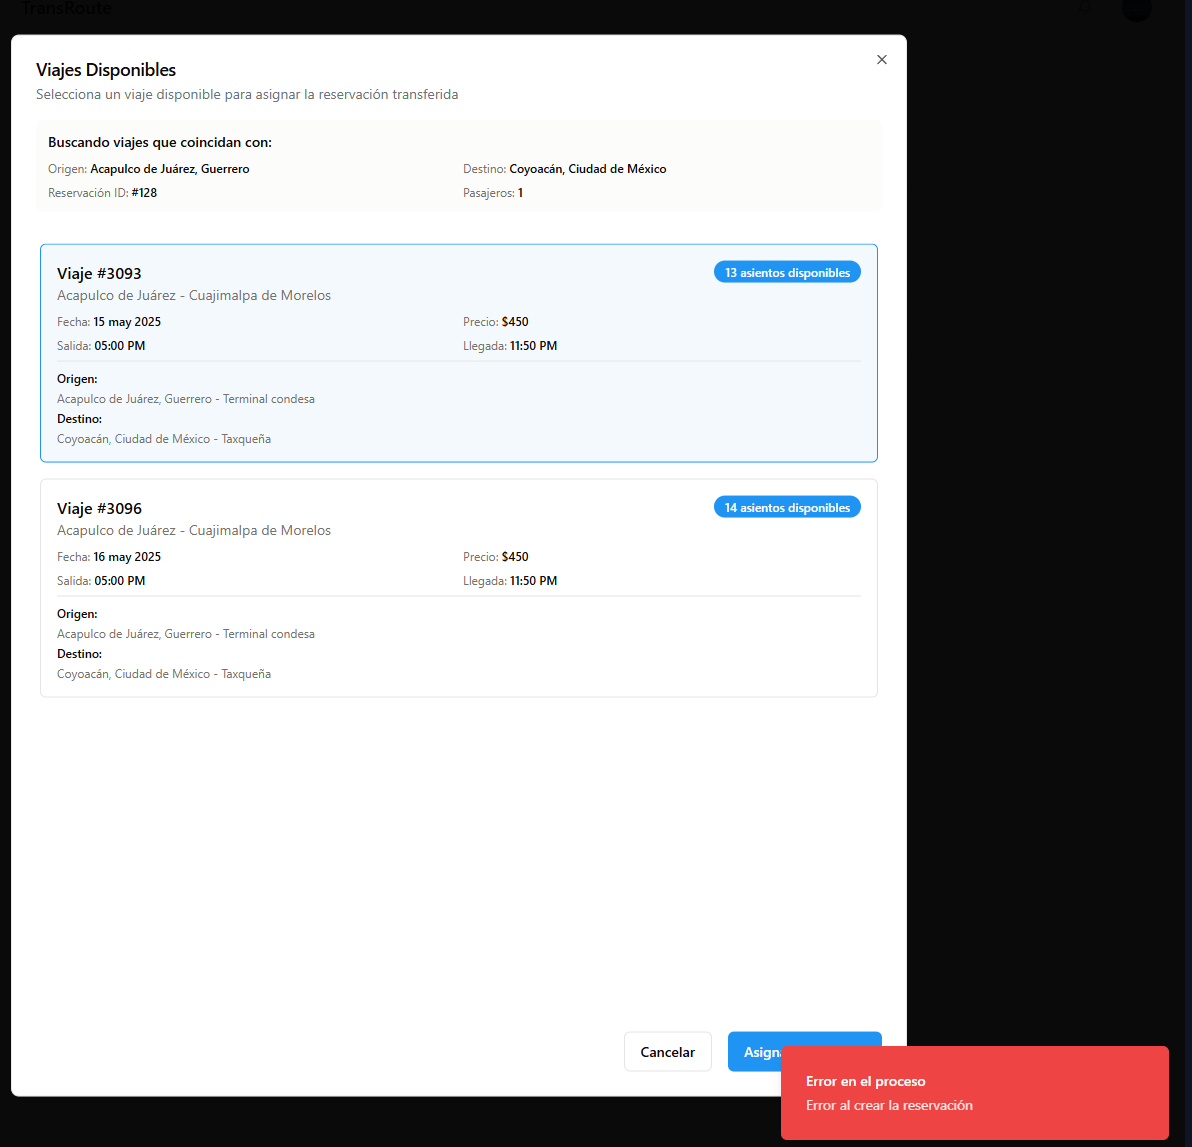 TransRoute
Viajes Disponibles
Selecciona un viaje disponible para asignar la reservación transferida
Buscando viajes que coincidan con:
Origen: Acapulco de Juárez, Guerrero
Destino: Coyoacán, Ciudad de México
Reservación ID: #128
Pasajeros: 1
Viaje #3093
13 asientos disponibles
Acapulco de Juárez - Cuajimalpa de Morelos
Fecha: 15 may 2025
Precio: $450
Salida: 05:00 PM
Llegada: 11:50 PM
Origen:
Acapulco de Juárez, Guerrero - Terminal condesa
Destino:
Coyoacán, Ciudad de México - Taxqueña
Viaje #3096
14 asientos disponibles
Acapulco de Juárez - Cuajimalpa de Morelos
Fecha: 16 may 2025
Precio: $450
Salida: 05:00 PM
Llegada: 11:50 PM
Origen:
Acapulco de Juárez, Guerrero - Terminal condesa
Destino:
Coyoacán, Ciudad de México - Taxqueña
Cancelar
Error en el proceso
Error al crear la reservación